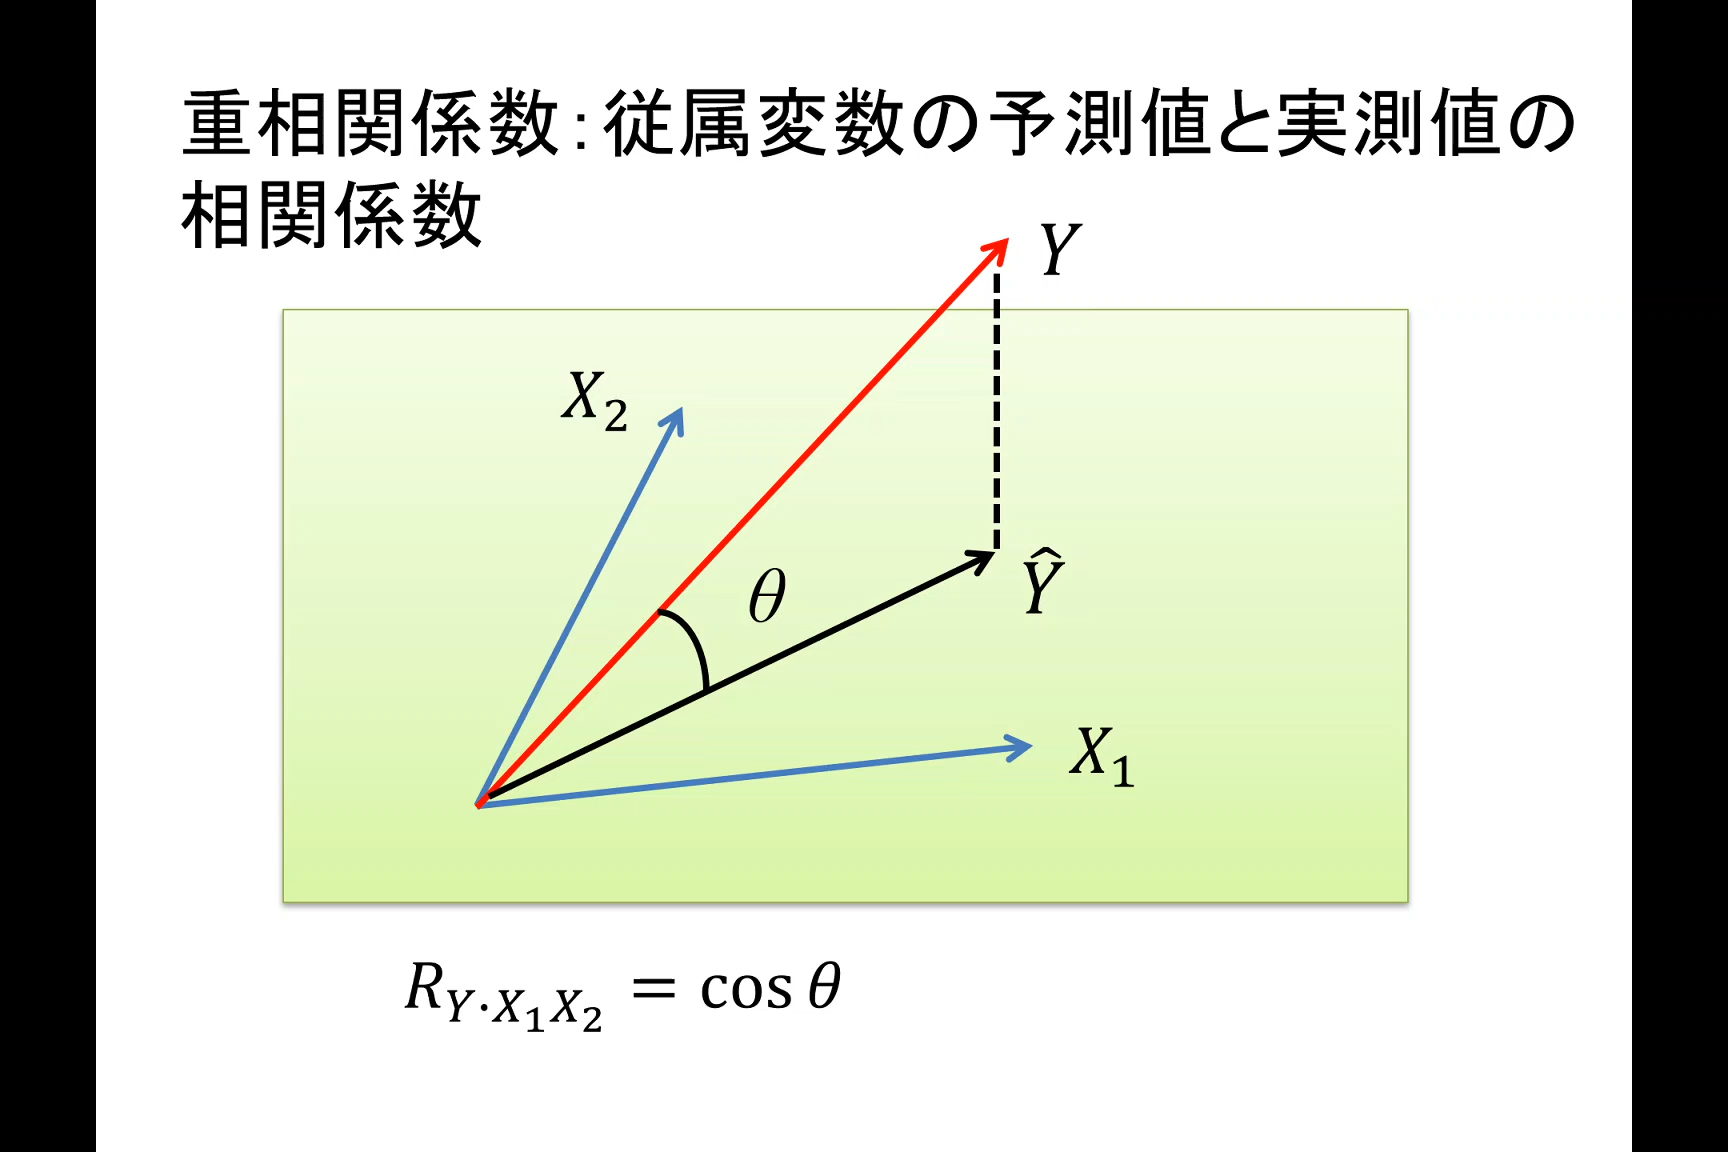 重相関係数：従属変数の予測値と実測値の
相関係数
Y
X₂
θ
Ŷ
X₁
R_{Y·X₁X₂} = cos θ